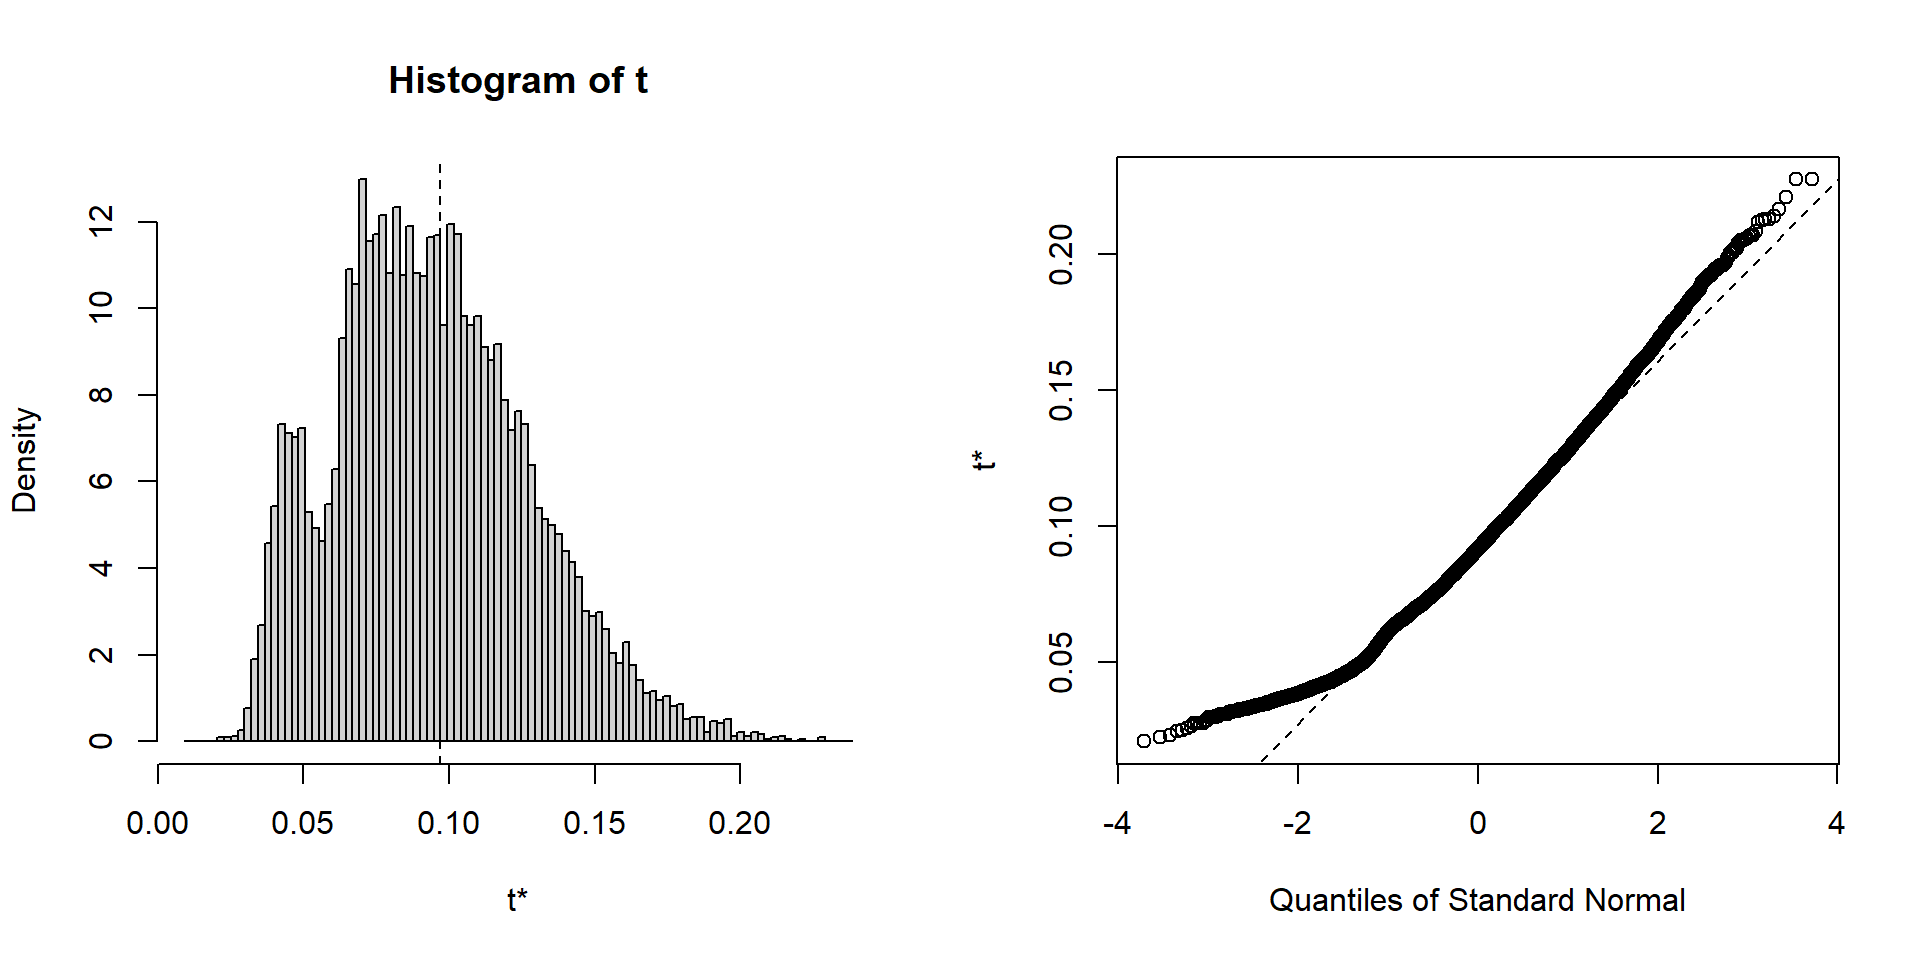 Histogram of t
Density
0 2 4 6 8 10 12
0.00 0.05 0.10 0.15 0.20
t*
t*
0.05 0.10 0.15 0.20
-4 -2 0 2 4
Quantiles of Standard Normal